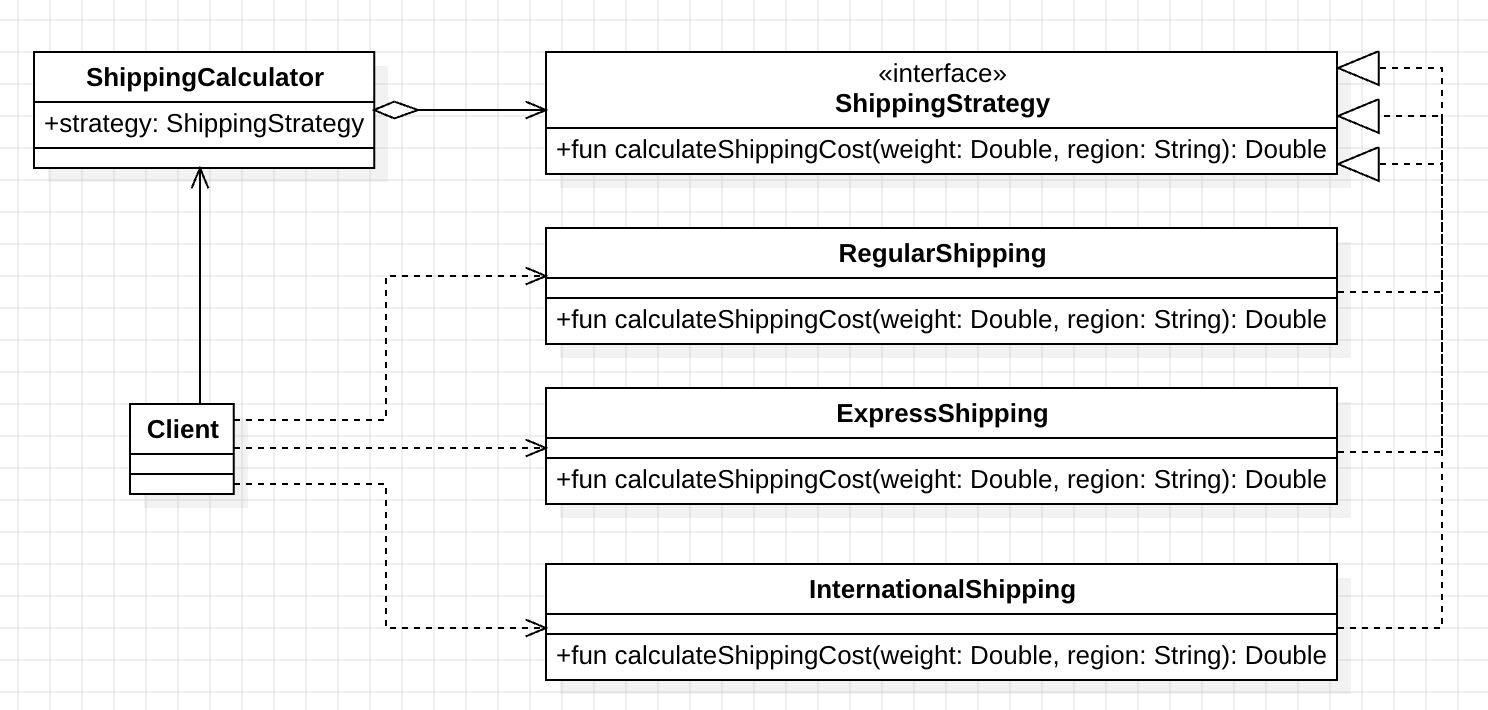 ShippingCalculator
+strategy: ShippingStrategy
«interface»
ShippingStrategy
+fun calculateShippingCost(weight: Double, region: String): Double
RegularShipping
+fun calculateShippingCost(weight: Double, region: String): Double
Client
ExpressShipping
+fun calculateShippingCost(weight: Double, region: String): Double
InternationalShipping
+fun calculateShippingCost(weight: Double, region: String): Double